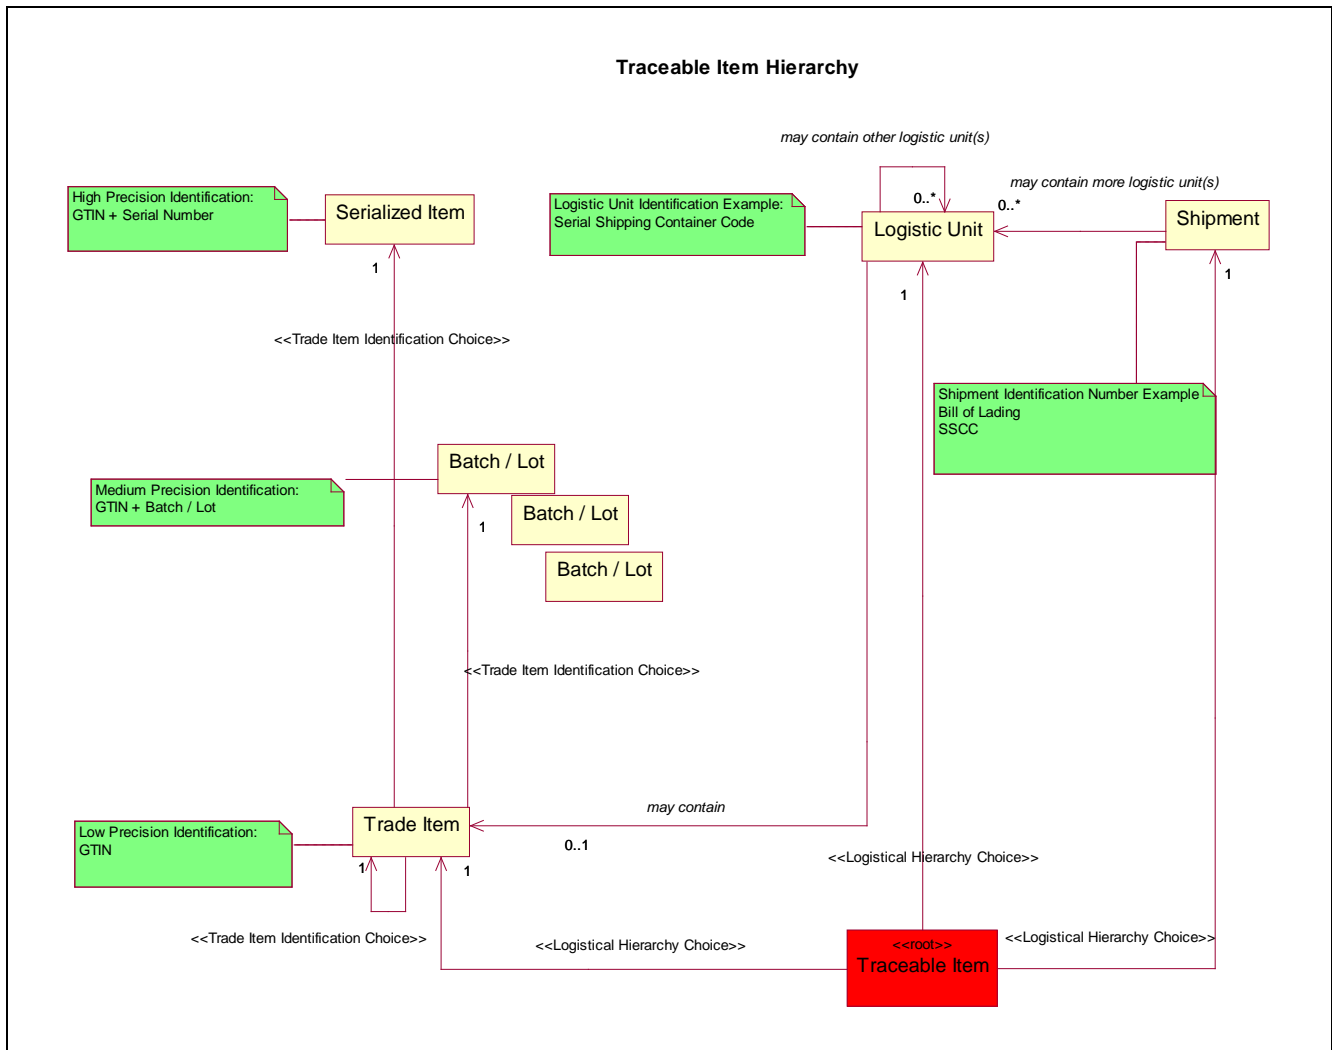 Traceable Item Hierarchy
may contain other logistic unit(s)
High Precision Identification:
GTIN + Serial Number
Serialized Item
1
Logistic Unit Identification Example:
Serial Shipping Container Code
0..*
Logistic Unit
1
may contain more logistic unit(s)
0..*
Shipment
1
<<Trade Item Identification Choice>>
Shipment Identification Number Example
Bill of Lading
SSCC
Medium Precision Identification:
GTIN + Batch / Lot
Batch / Lot
1
Batch / Lot
Batch / Lot
<<Trade Item Identification Choice>>
may contain
0..1
Low Precision Identification:
GTIN
Trade Item
1
1
<<Logistical Hierarchy Choice>>
<<Trade Item Identification Choice>>
<<Logistical Hierarchy Choice>>
<<root>>
Traceable Item
<<Logistical Hierarchy Choice>>